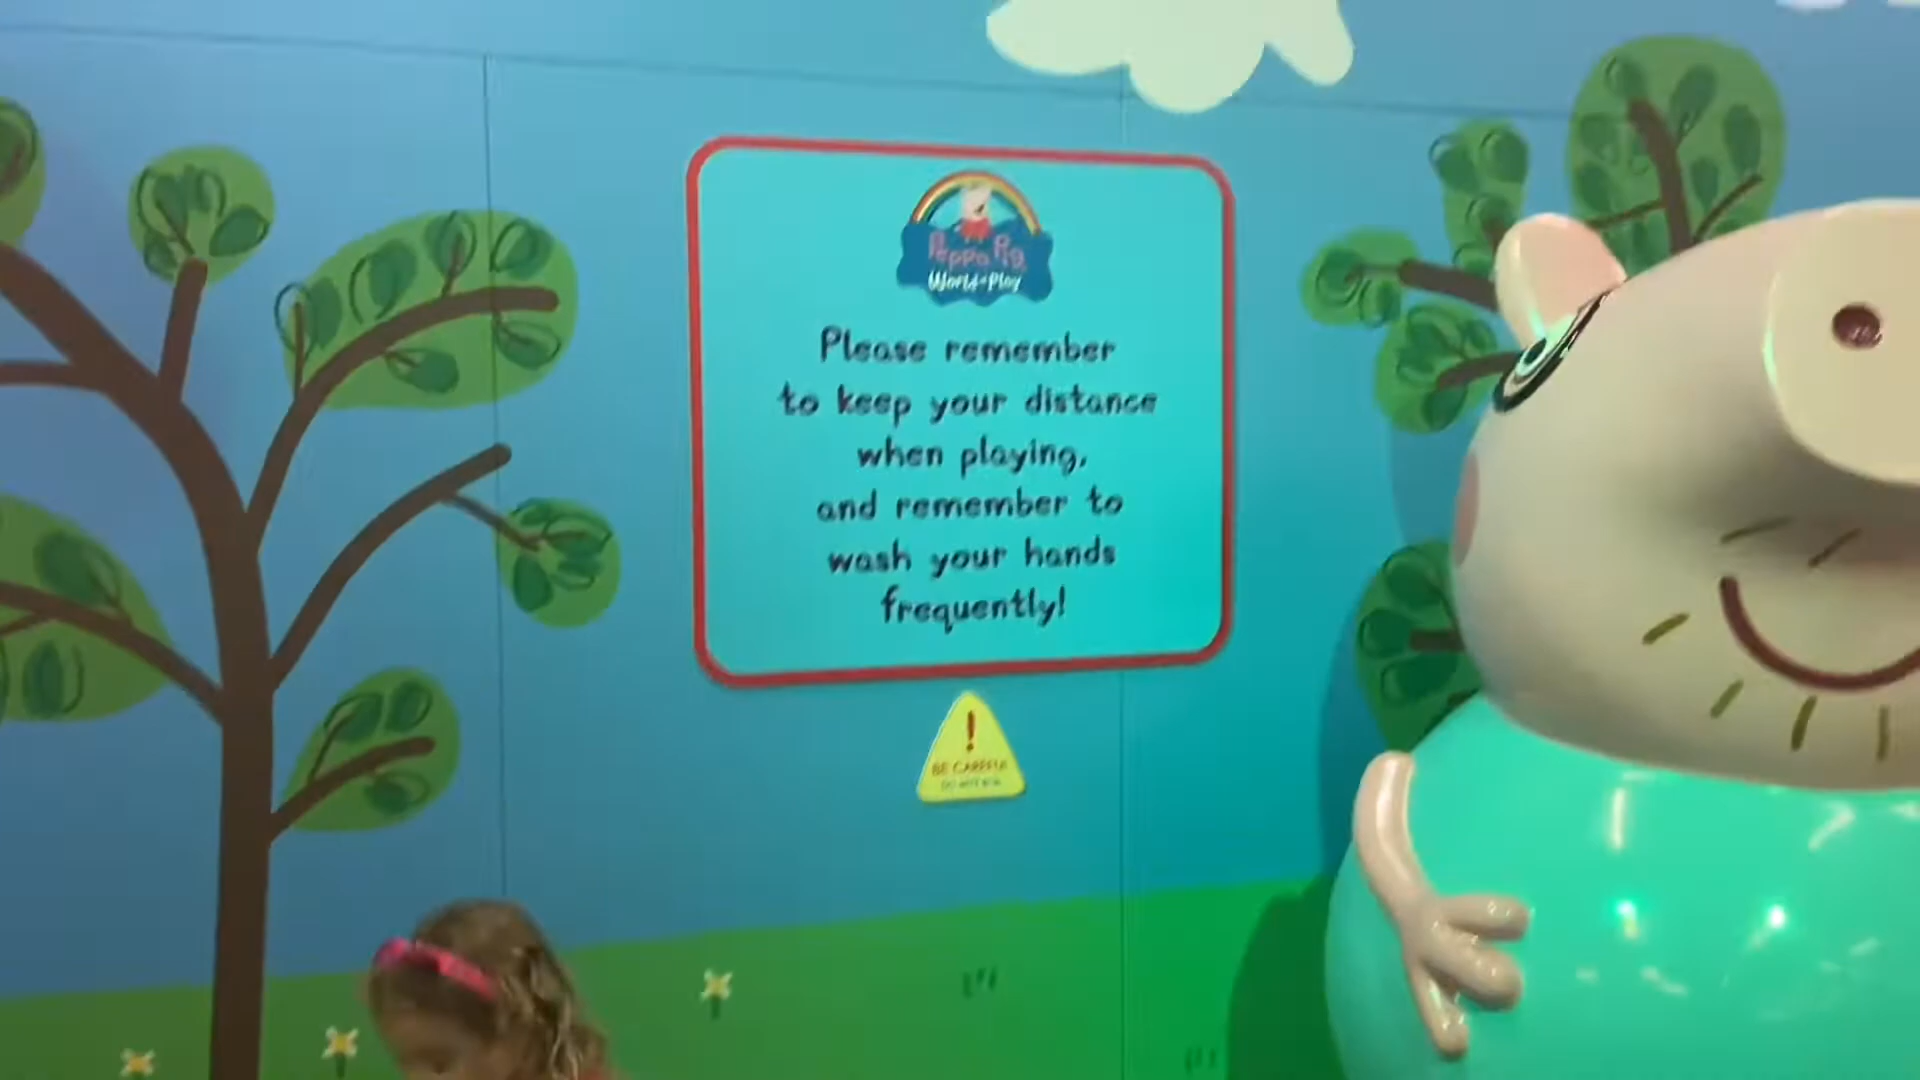 Peppa Pig
World of Play
Please remember
to keep your distance
when playing,
and remember to
wash your hands
frequently!
!
BE CAREFUL